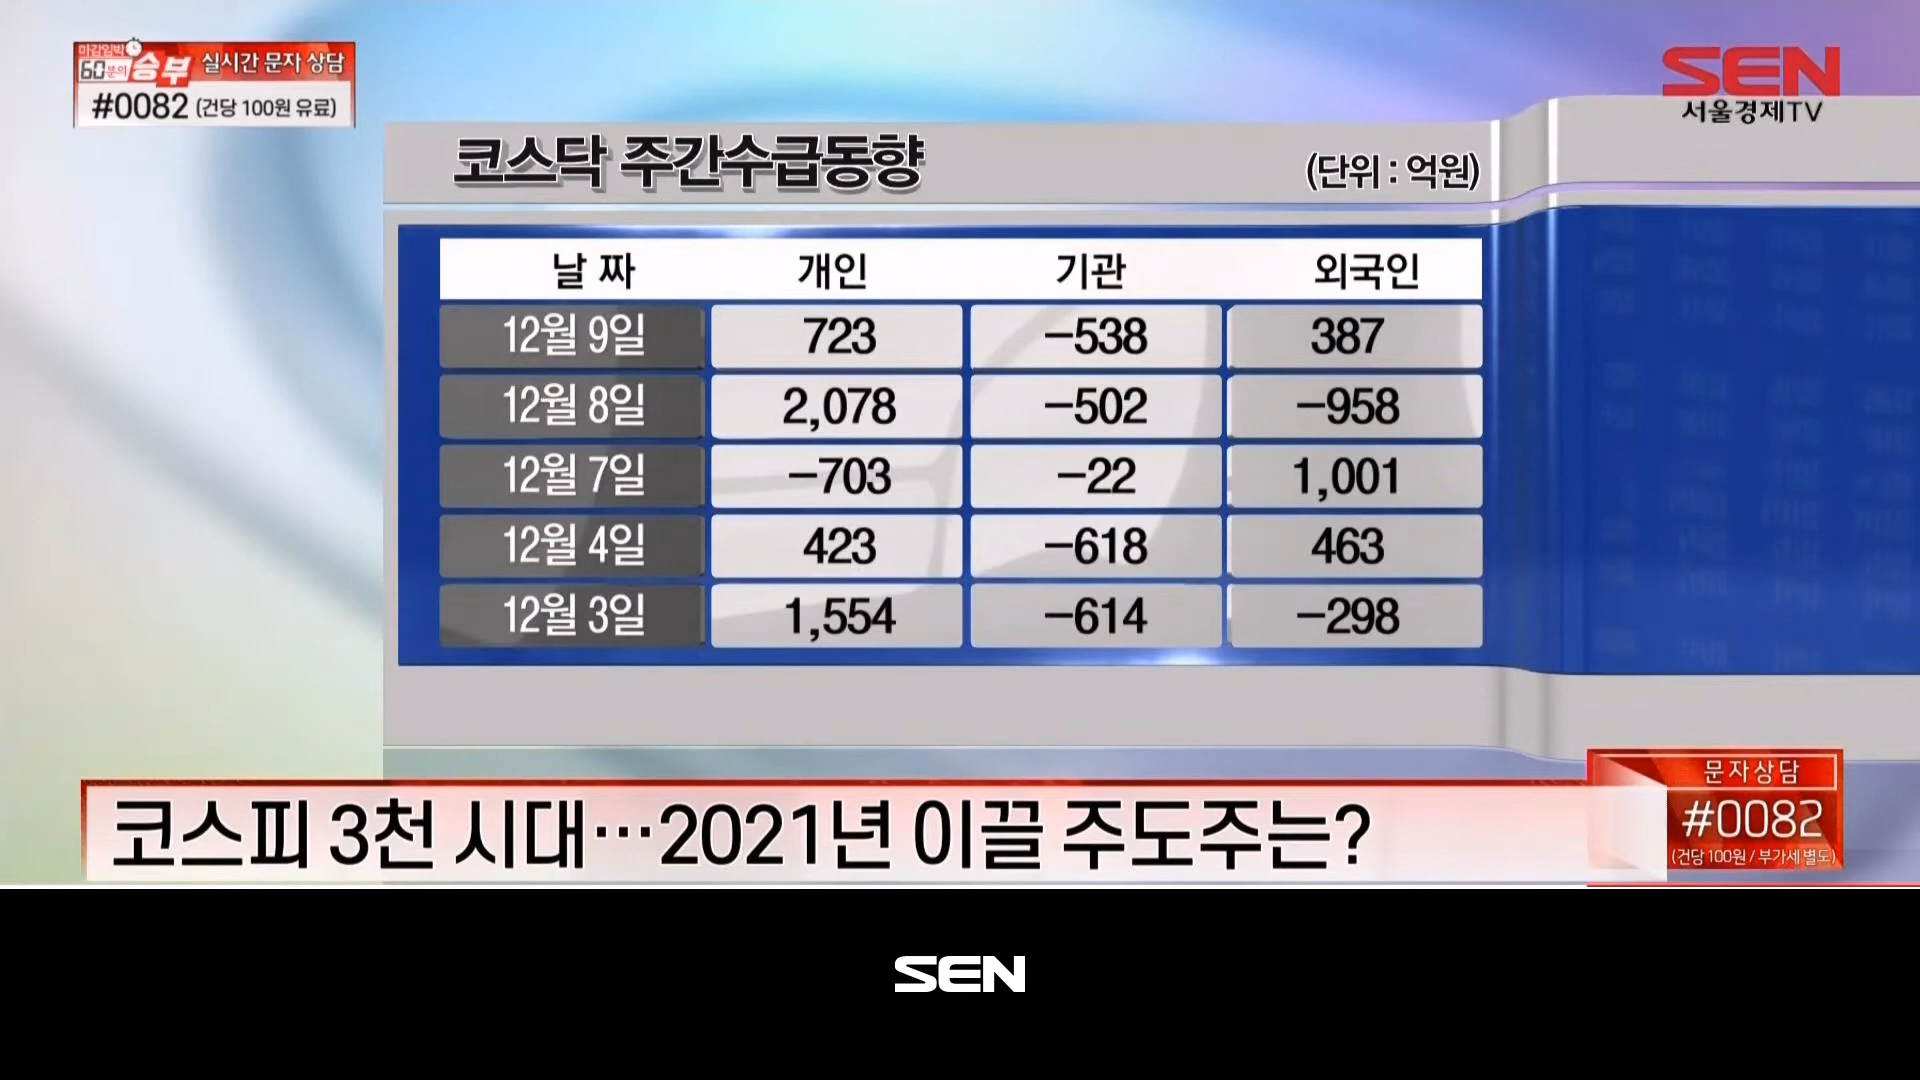 마감임박
60분의 승부 실시간 문자 상담
#0082 (건당 100원 유료)
SEN
서울경제TV
코스닥 주간수급동향 (단위 : 억원)
날 짜 개인 기관 외국인
12월 9일 723 -538 387
12월 8일 2,078 -502 -958
12월 7일 -703 -22 1,001
12월 4일 423 -618 463
12월 3일 1,554 -614 -298
코스피 3천 시대…2021년 이끌 주도주는?
문자상담
#0082
(건당 100원 / 부가세 별도)
SEN